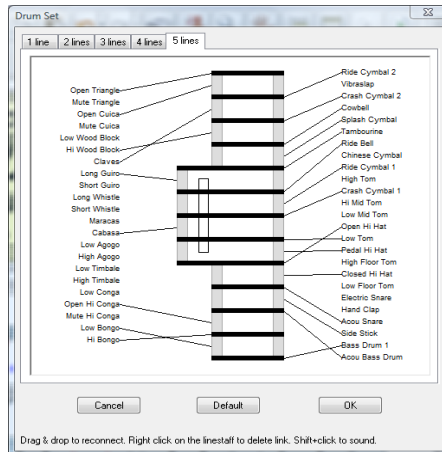 Drum Set
1 line
2 lines
3 lines
4 lines
5 lines
Open Triangle
Mute Triangle
Open Cuica
Mute Cuica
Low Wood Block
Hi Wood Block
Claves
Long Guiro
Short Guiro
Long Whistle
Short Whistle
Maracas
Cabasa
Low Agogo
High Agogo
Low Timbale
High Timbale
Low Conga
Open Hi Conga
Mute Hi Conga
Low Bongo
Hi Bongo
Ride Cymbal 2
Vibraslap
Crash Cymbal 2
Cowbell
Splash Cymbal
Tambourine
Ride Bell
Chinese Cymbal
Ride Cymbal 1
High Tom
Crash Cymbal 1
Hi Mid Tom
Low Mid Tom
Open Hi Hat
Low Tom
Pedal Hi Hat
High Floor Tom
Closed Hi Hat
Low Floor Tom
Electric Snare
Hand Clap
Acou Snare
Side Stick
Bass Drum 1
Acou Bass Drum
Cancel
Default
OK
Drag & drop to reconnect. Right click on the linestaff to delete link. Shift+click to sound.